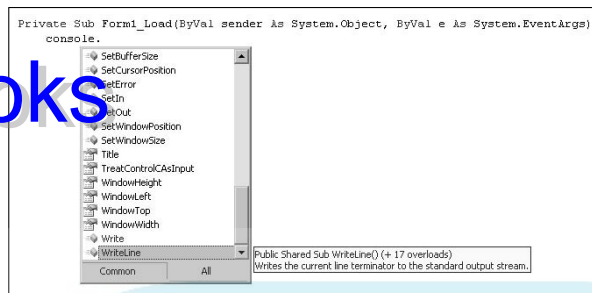 Private Sub Form1_Load(ByVal sender As System.Object, ByVal e As System.EventArgs)
console.
SetBufferSize
SetCursorPosition
SetError
SetIn
SetOut
SetWindowPosition
SetWindowSize
Title
TreatControlCAsInput
WindowHeight
WindowLeft
WindowTop
WindowWidth
Write
WriteLine
Public Shared Sub WriteLine() (+ 17 overloads)
Writes the current line terminator to the standard output stream.
Common All
oks